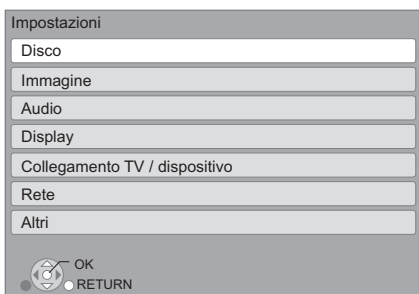 Impostazioni
Disco
Immagine
Audio
Display
Collegamento TV / dispositivo
Rete
Altri
OK
RETURN